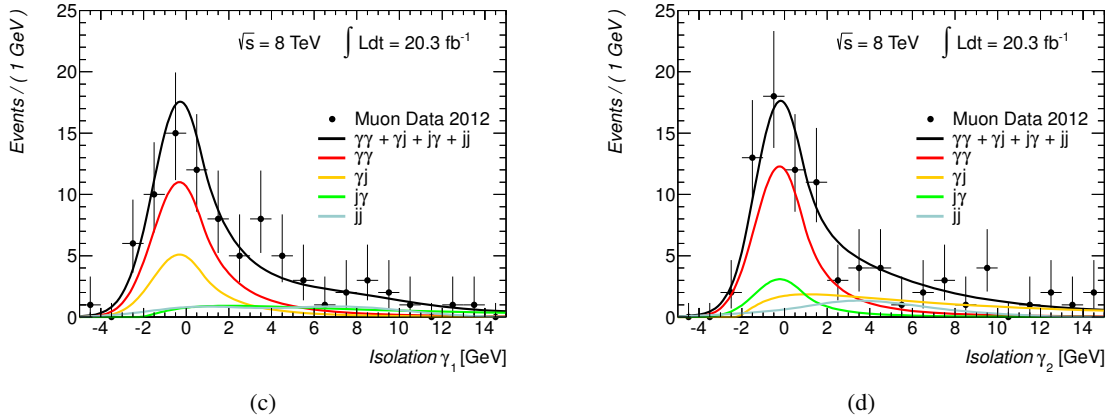 Events / ( 1 GeV )
25
20
15
10
5
0
√s = 8 TeV ∫ Ldt = 20.3 fb⁻¹
Muon Data 2012
γγ + γj + jγ + jj
γγ
γj
jγ
jj
-4 -2 0 2 4 6 8 10 12 14
Isolation γ₁ [GeV]
(c)
Events / ( 1 GeV )
25
20
15
10
5
0
√s = 8 TeV ∫ Ldt = 20.3 fb⁻¹
Muon Data 2012
γγ + γj + jγ + jj
γγ
γj
jγ
jj
-4 -2 0 2 4 6 8 10 12 14
Isolation γ₂ [GeV]
(d)